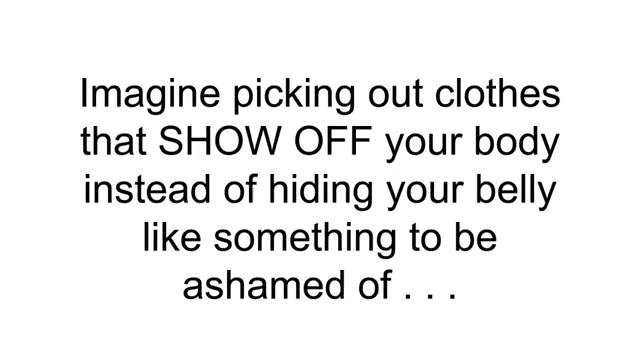 Imagine picking out clothes
that SHOW OFF your body
instead of hiding your belly
like something to be
ashamed of . . .